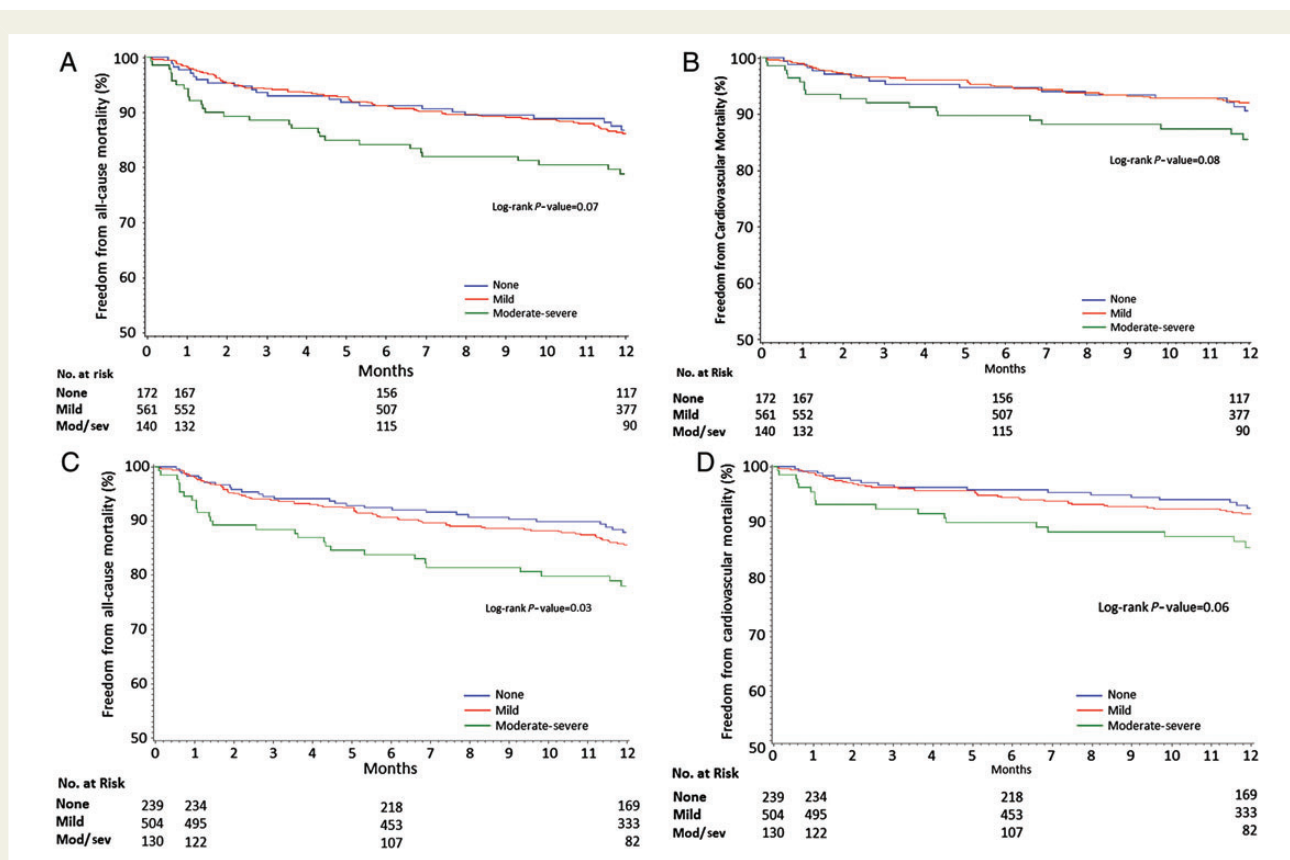 A
Freedom from all-cause mortality (%)
100
90
80
70
60
50
Log-rank P-value=0.07
None
Mild
Moderate-severe
0 1 2 3 4 5 6 7 8 9 10 11 12
Months
No. at risk
None 172 167 156 117
Mild 561 552 507 377
Mod/sev 140 132 115 90
B
Freedom from Cardiovascular Mortality (%)
100
90
80
70
60
50
Log-rank P-value=0.08
None
Mild
Moderate-severe
0 1 2 3 4 5 6 7 8 9 10 11 12
Months
No. at Risk
None 172 167 156 117
Mild 561 552 507 377
Mod/sev 140 132 115 90
C
Freedom from all-cause mortality (%)
100
90
80
70
60
50
Log-rank P-value=0.03
None
Mild
Moderate-severe
0 1 2 3 4 5 6 7 8 9 10 11 12
Months
No. at Risk
None 239 234 218 169
Mild 504 495 453 333
Mod/sev 130 122 107 82
D
Freedom from cardiovascular mortality (%)
100
90
80
70
60
50
Log-rank P-value=0.06
None
Mild
Moderate-severe
0 1 2 3 4 5 6 7 8 9 10 11 12
Months
No. at Risk
None 239 234 218 169
Mild 504 495 453 333
Mod/sev 130 122 107 82